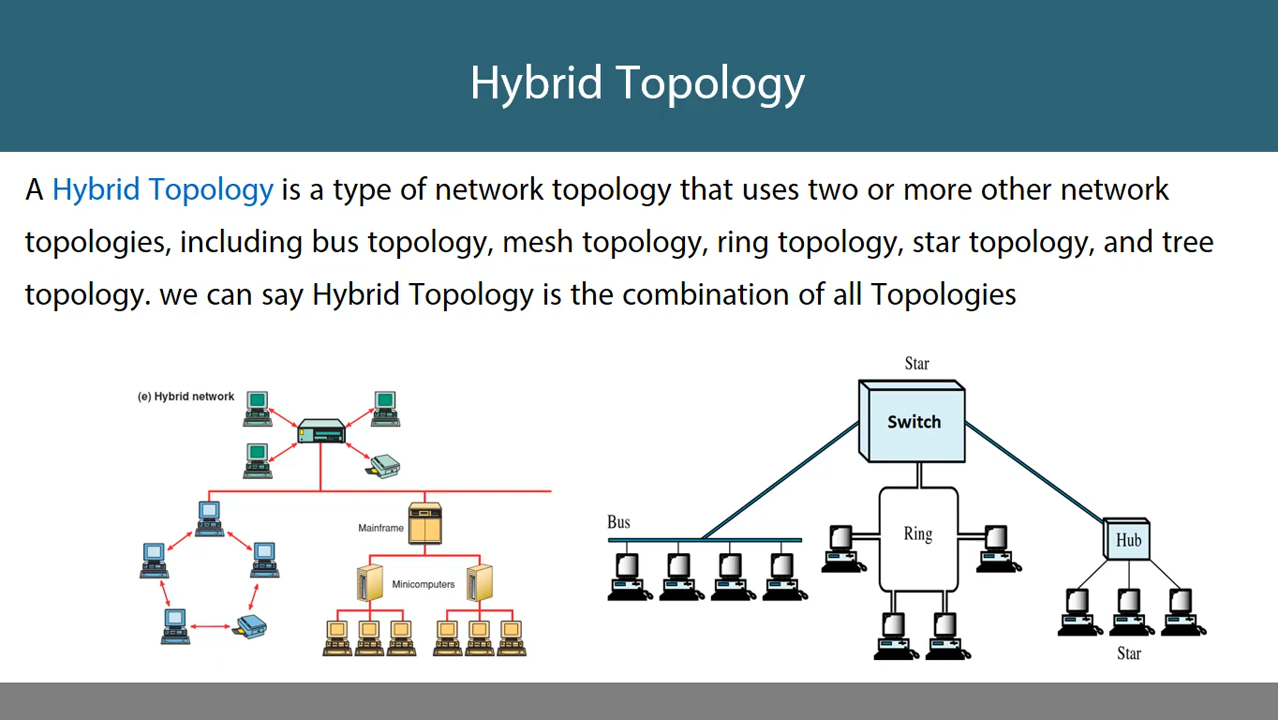 Hybrid Topology
A Hybrid Topology is a type of network topology that uses two or more other network
topologies, including bus topology, mesh topology, ring topology, star topology, and tree
topology. we can say Hybrid Topology is the combination of all Topologies
(e) Hybrid network
Mainframe
Minicomputers
Star
Switch
Bus
Ring
Hub
Star